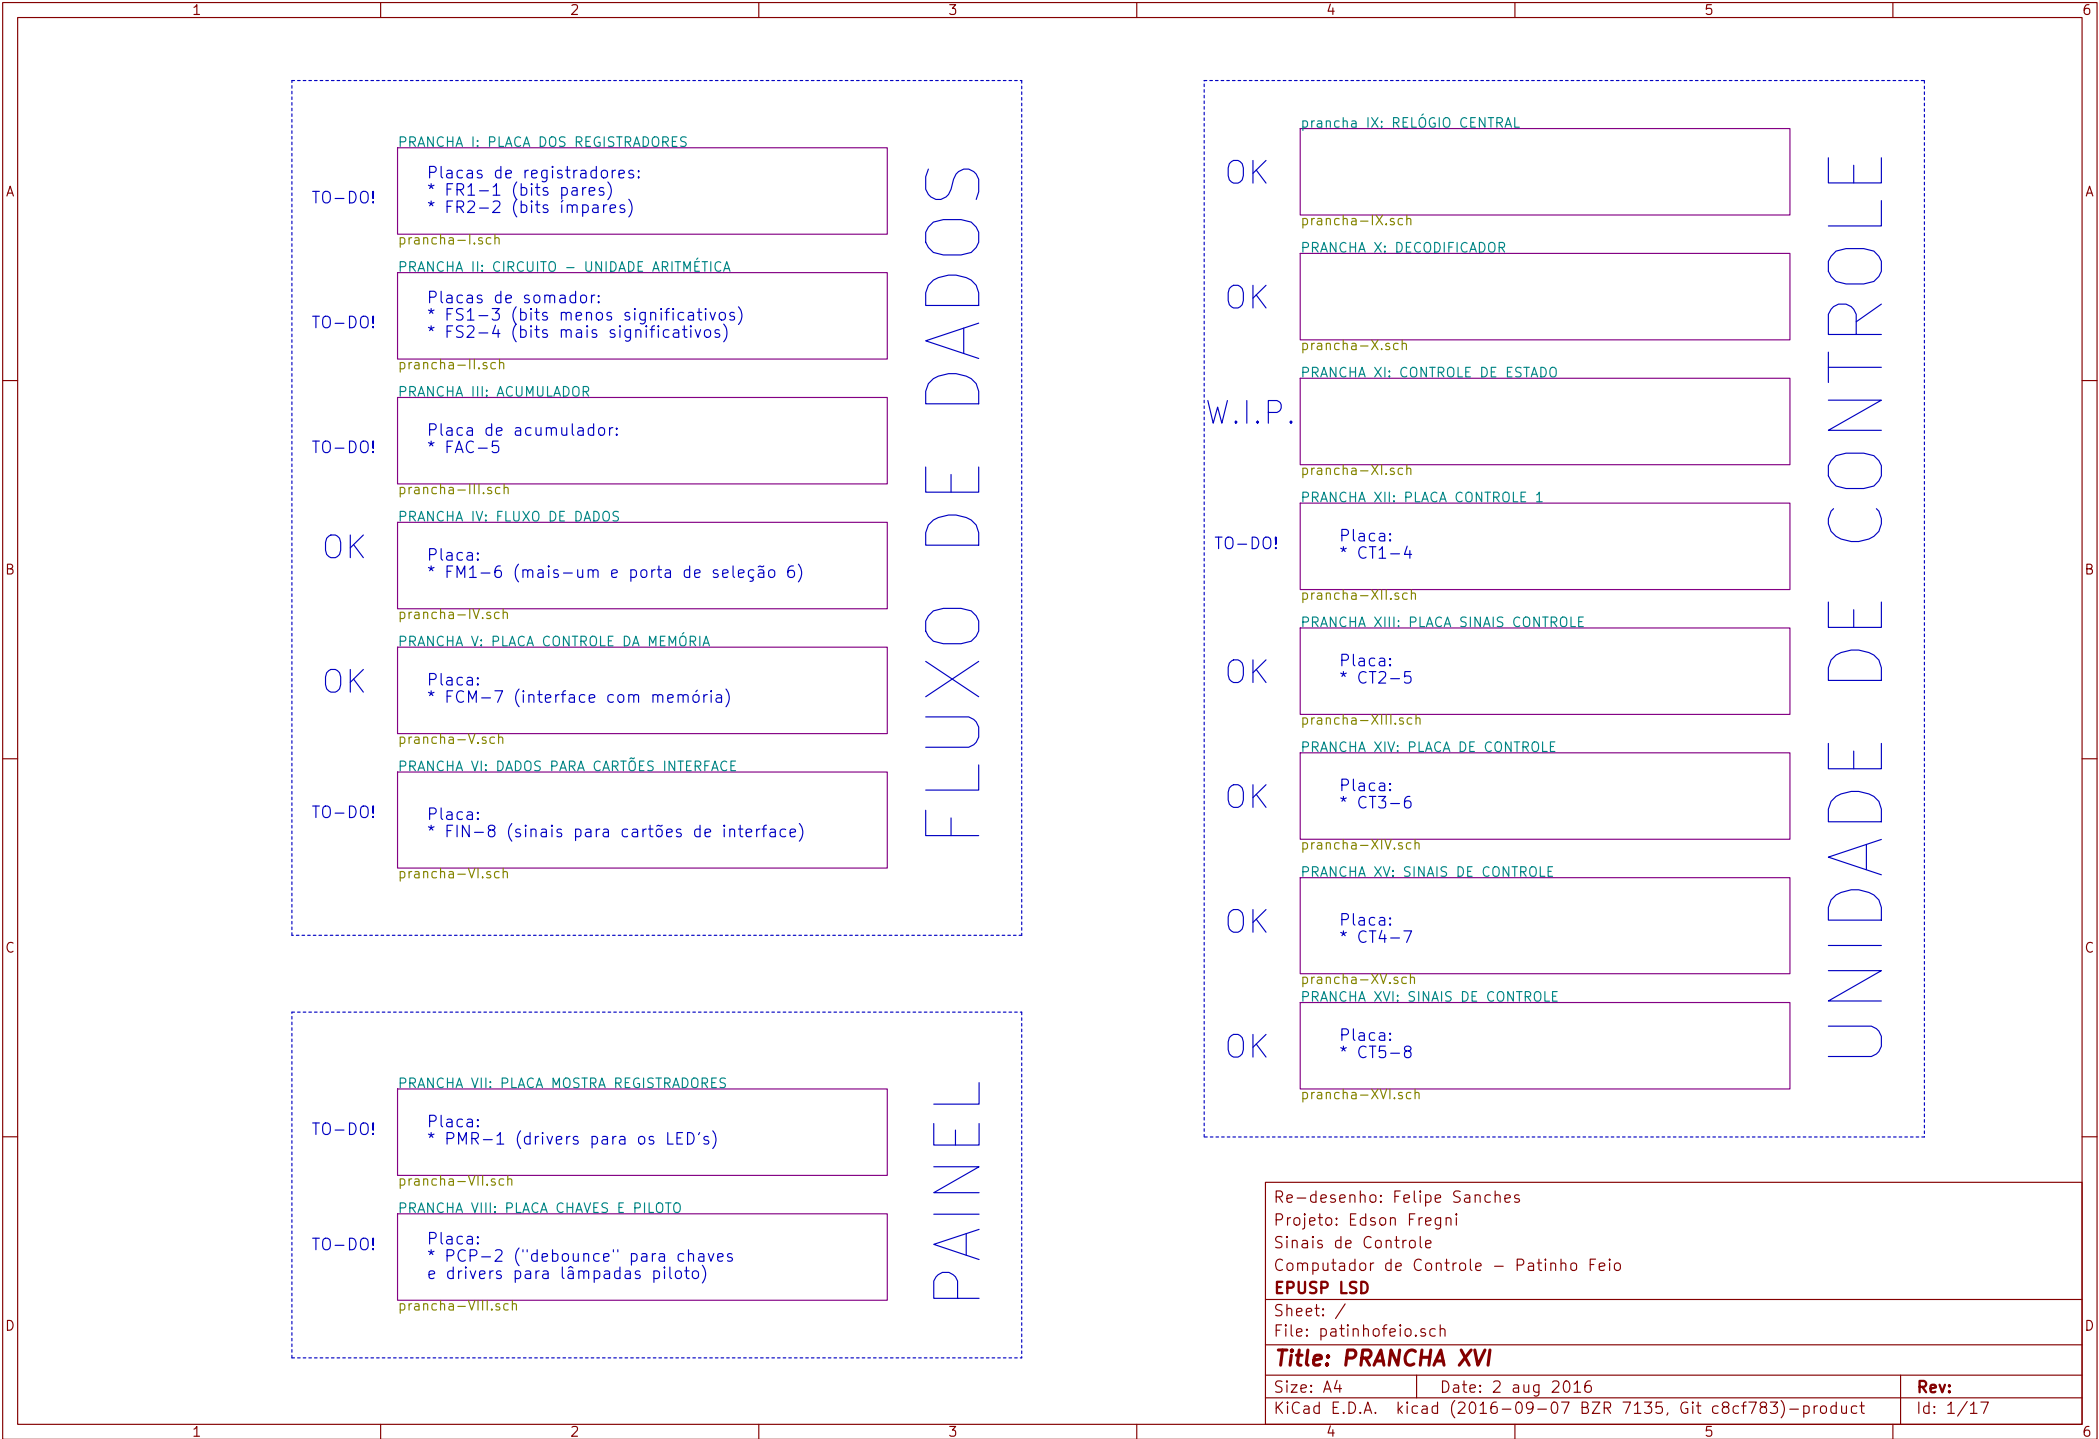 1 2 3 4 5 6
A
B
C
D
PRANCHA I: PLACA DOS REGISTRADORES
TO-DO!
Placas de registradores:
* FR1-1 (bits pares)
* FR2-2 (bits ímpares)
prancha-I.sch
PRANCHA II: CIRCUITO - UNIDADE ARITMÉTICA
TO-DO!
Placas de somador:
* FS1-3 (bits menos significativos)
* FS2-4 (bits mais significativos)
prancha-II.sch
PRANCHA III: ACUMULADOR
TO-DO!
Placa de acumulador:
* FAC-5
prancha-III.sch
PRANCHA IV: FLUXO DE DADOS
OK
Placa:
* FM1-6 (mais-um e porta de seleção 6)
prancha-IV.sch
PRANCHA V: PLACA CONTROLE DA MEMÓRIA
OK
Placa:
* FCM-7 (interface com memória)
prancha-V.sch
PRANCHA VI: DADOS PARA CARTÕES INTERFACE
TO-DO!
Placa:
* FIN-8 (sinais para cartões de interface)
prancha-VI.sch
FLUXO DE DADOS
PRANCHA VII: PLACA MOSTRA REGISTRADORES
TO-DO!
Placa:
* PMR-1 (drivers para os LED's)
prancha-VII.sch
PRANCHA VIII: PLACA CHAVES E PILOTO
TO-DO!
Placa:
* PCP-2 ("debounce" para chaves
e drivers para lâmpadas piloto)
prancha-VIII.sch
PAINEL
prancha IX: RELÓGIO CENTRAL
OK
prancha-IX.sch
PRANCHA X: DECODIFICADOR
OK
prancha-X.sch
PRANCHA XI: CONTROLE DE ESTADO
W.I.P.
prancha-XI.sch
PRANCHA XII: PLACA CONTROLE 1
TO-DO!
Placa:
* CT1-4
prancha-XII.sch
PRANCHA XIII: PLACA SINAIS CONTROLE
OK
Placa:
* CT2-5
prancha-XIII.sch
PRANCHA XIV: PLACA DE CONTROLE
OK
Placa:
* CT3-6
prancha-XIV.sch
PRANCHA XV: SINAIS DE CONTROLE
OK
Placa:
* CT4-7
prancha-XV.sch
PRANCHA XVI: SINAIS DE CONTROLE
OK
Placa:
* CT5-8
prancha-XVI.sch
UNIDADE DE CONTROLE
A
B
C
D
Re-desenho: Felipe Sanches
Projeto: Edson Fregni
Sinais de Controle
Computador de Controle - Patinho Feio
EPUSP LSD
Sheet: /
File: patinhofeio.sch
Title: PRANCHA XVI
Size: A4 Date: 2 aug 2016 Rev:
KiCad E.D.A. kicad (2016-09-07 BZR 7135, Git c8cf783)-product Id: 1/17
1 2 3 4 5 6